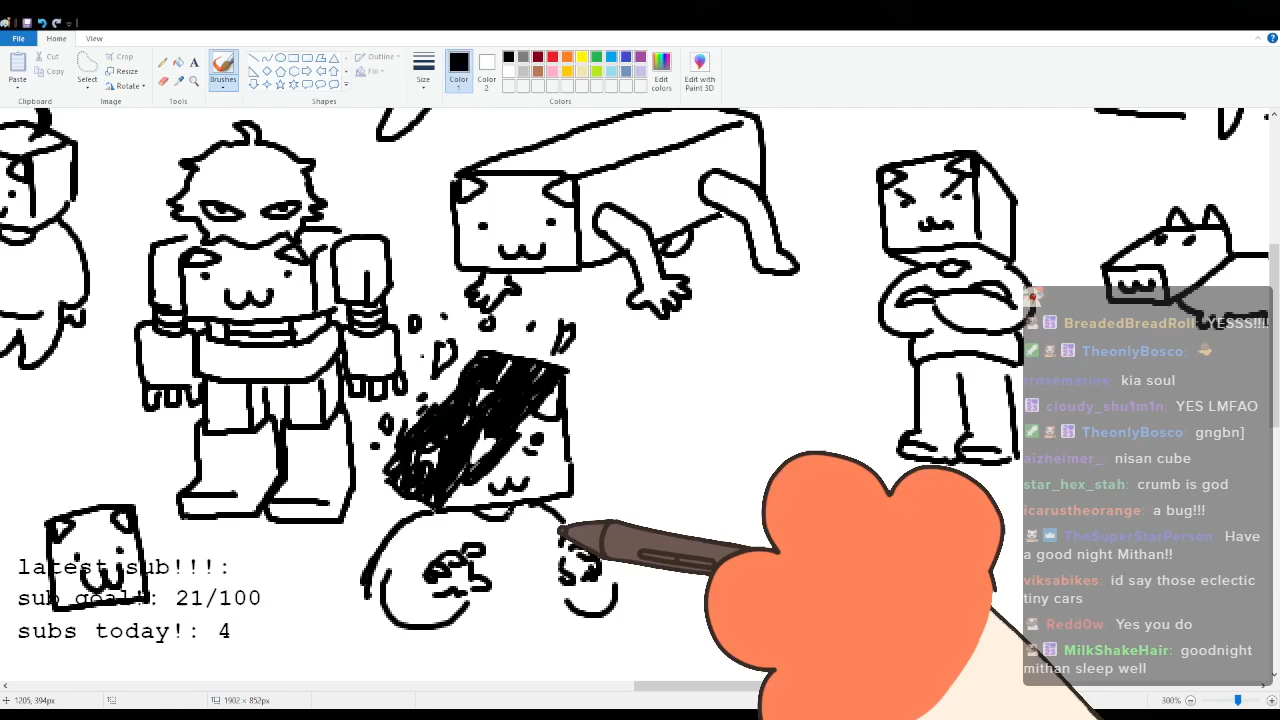 File Home View
Paste Cut Copy
Clipboard
Select Crop Resize Rotate
Image
Tools
Brushes
Shapes
Outline Fill
Size
Color 1
Color 2
Edit colors
Colors
Edit with Paint 3D
BreadedBreadRoll: YESSS!!!!
TheonlyBosco:
rrosemaries: kia soul
cloudy_shu1m1n: YES LMFAO
TheonlyBosco: gngbn]
aizheimer_ nisan cube
star_hex_stah: crumb is god
icarustheorange: a bug!!!
TheSuperStarPerson: Have
a good night Mithan!!
viksabikes: id say those eclectic
tiny cars
Redd0w: Yes you do
MilkShakeHair: goodnight
mithan sleep well
latest sub!!!:
sub goal!: 21/100
subs today!: 4
1205, 394px
1902 × 852px
300%